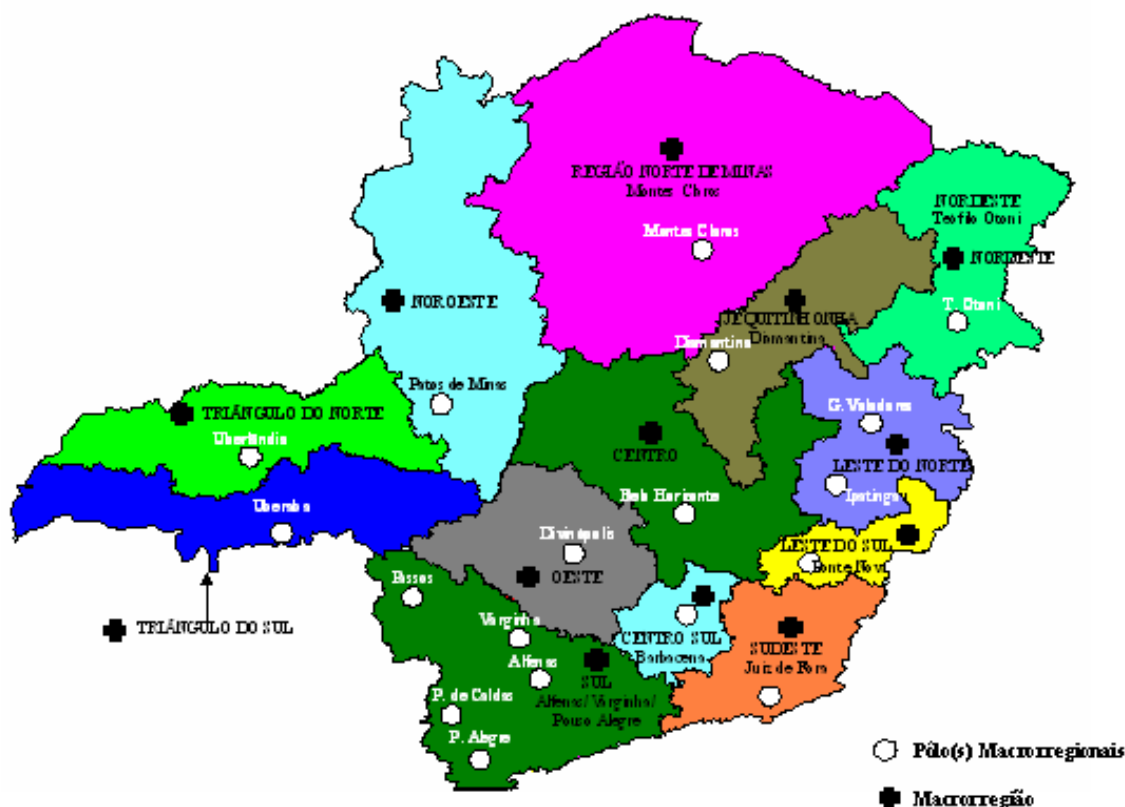 REGIÃO NORTE DE MINAS
Montes Claros
Montes Claros
NORDESTE
Teofilo Otoni
NORDESTE
T. Otoni
NOROESTE
JEQUITINHONHA
Diamantina
Diamantina
Patos de Minas
TRIÂNGULO DO NORTE
Uberlândia
G. Valadares
CENTRO
LESTE DO NORTE
Ipatinga
Belo Horizonte
Uberaba
Divinópolis
LESTE DO SUL
Ponte Nova
OESTE
Passos
TRIÂNGULO DO SUL
Varginha
CENTRO SUL
Barbacena
SUDESTE
Juiz de Fora
Alfenas
SUL
Alfenas/Varginha/
Pouso Alegre
P. de Caldas
P. Alegre
Pólo(s) Macrorregionais
Macrorregião